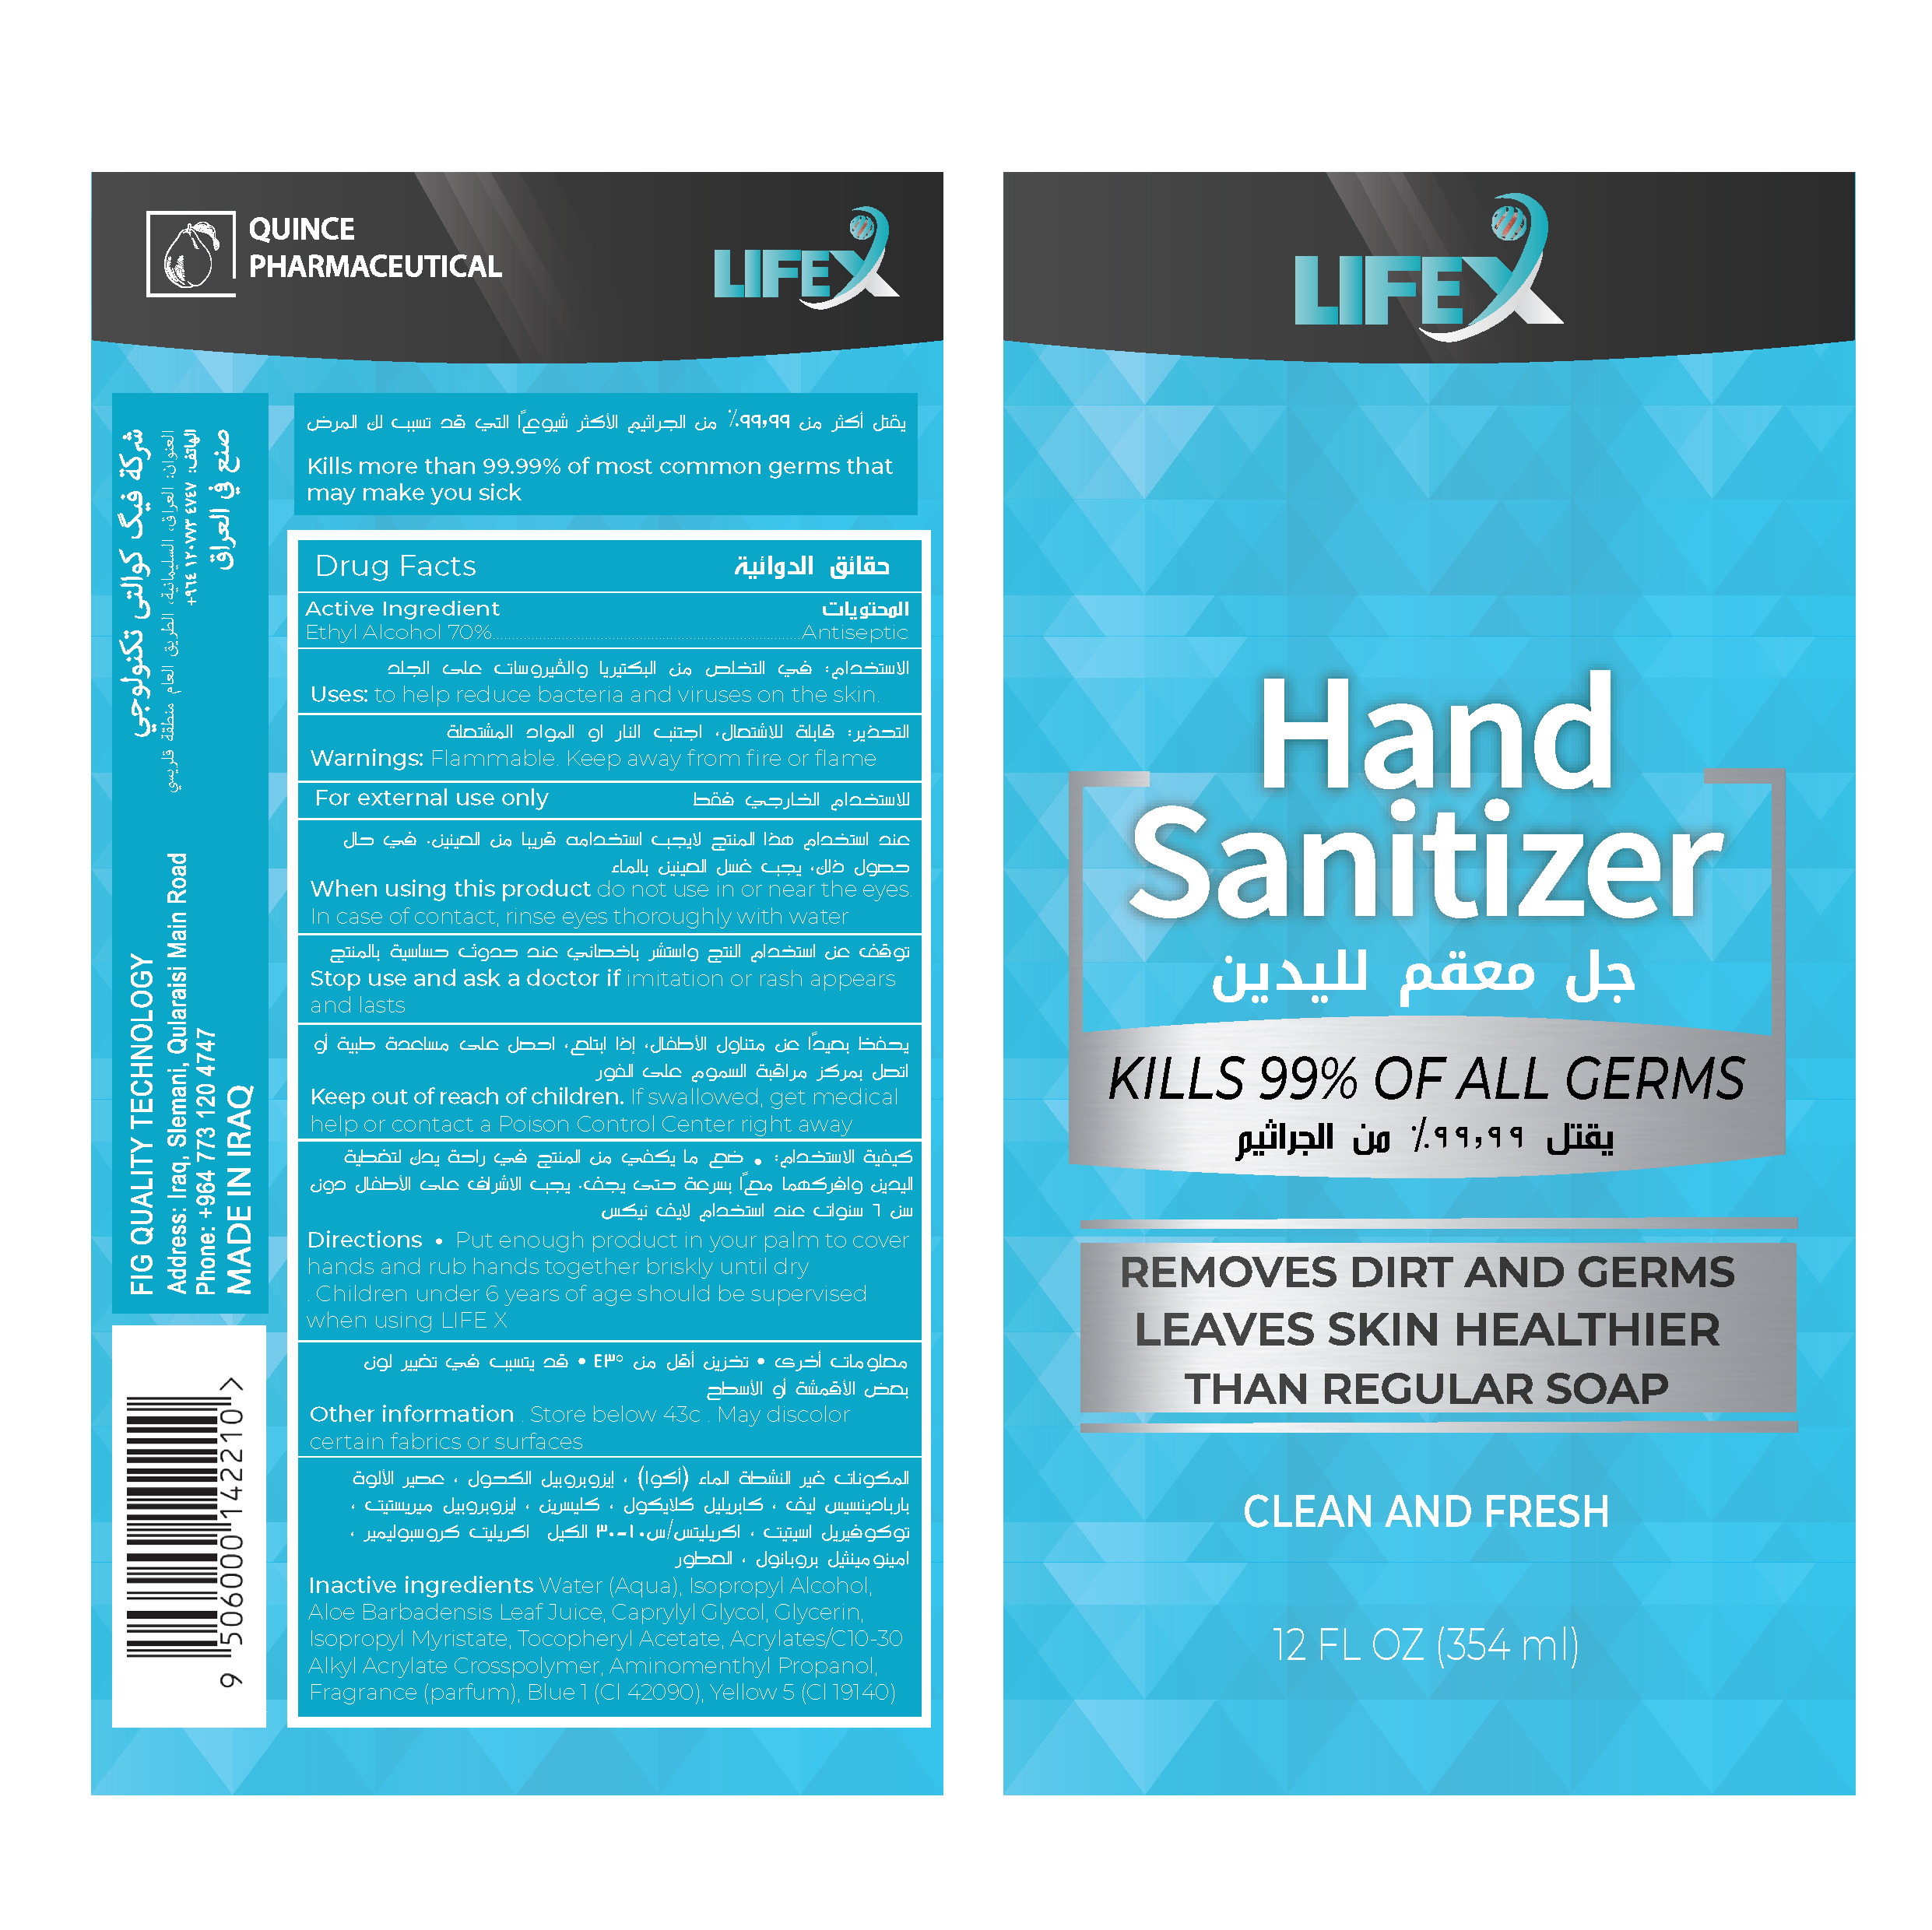 QUINCE
PHARMACEUTICAL
LIFEX
شركة فيگ كوالتى تكنولوجي
العنوان: العراق، السليمانية، الطريق العام منطقة قلريسي
الهاتف: ٤٧٤٧ ١٢٠ ٧٧٣ ٩٦٤+
صنع في العراق
FIG QUALITY TECHNOLOGY
Address: Iraq, Slemani, Qularaisi Main Road
Phone: +964 773 120 4747
MADE IN IRAQ
9 506000 142210 >
يقتل أكثر من ٩٩,٩٩٪ من الجراثيم الأكثر شيوعًا التي قد تسبب لك المرض
Kills more than 99.99% of most common germs that
may make you sick
Drug Facts حقائق الدوائية
Active Ingredient المحتويات
Ethyl Alcohol 70%..........Antiseptic
الاستخدام: في التخلص من البكتيريا والڤيروسات على الجلد
Uses: to help reduce bacteria and viruses on the skin.
التحذير: قابلة للاشتعال، اجتنب النار او المواد المشتعلة
Warnings: Flammable. Keep away from fire or flame
For external use only للاستخدام الخارجي فقط
عند استخدام هذا المنتج لايجب استخدامه قريبا من العينين. في حال
حصول ذلك، يجب غسل العينين بالماء
When using this product do not use in or near the eyes.
In case of contact, rinse eyes thoroughly with water
توقف عن استخدام النتج واستشر باخصائي عند حدوث حساسية بالمنتج
Stop use and ask a doctor if imitation or rash appears
and lasts
يحفظ بعيدًا عن متناول الأطفال، إذا ابتلع، احصل على مساعدة طبية أو
اتصل بمركز مراقبة السموم على الفور
Keep out of reach of children. If swallowed, get medical
help or contact a Poison Control Center right away
كيفية الاستخدام: • ضع ما يكفي من المنتج في راحة يدك لتغطية
اليدين وافركهما معًا بسرعة حتى يجف. يجب الاشراف على الأطفال دون
سن ٦ سنوات عند استخدام لايف نيكس
Directions • Put enough product in your palm to cover
hands and rub hands together briskly until dry
. Children under 6 years of age should be supervised
when using LIFE X
معلومات أخرى • تخزين أقل من ٤٣° • قد يتسبب في تغيير لون
بعض الأقمشة أو الأسطح
Other information . Store below 43c . May discolor
certain fabrics or surfaces
المكونات غير النشطة الماء (أكوا) ، إيزوبروبيل الكحول ، عصير الألوة
باربادينسيس ليف ، كابريليل كلايكول ، كليسرين ، ايزوبروبيل ميريستيت ،
توكوفيريل اسيتيت ، اكريليتس/س١٠-٣٠ الكيل اكريليت كروسبوليمير ،
امينومينثيل بروبانول ، العطور
Inactive ingredients Water (Aqua), Isopropyl Alcohol,
Aloe Barbadensis Leaf Juice, Caprylyl Glycol, Glycerin,
Isopropyl Myristate, Tocopheryl Acetate, Acrylates/C10-30
Alkyl Acrylate Crosspolymer, Aminomenthyl Propanol,
Fragrance (parfum), Blue 1 (Cl 42090), Yellow 5 (Cl 19140)
LIFEX
Hand
Sanitizer
جل معقم لليدين
KILLS 99% OF ALL GERMS
يقتل ٩٩,٩٩٪ من الجراثيم
REMOVES DIRT AND GERMS
LEAVES SKIN HEALTHIER
THAN REGULAR SOAP
CLEAN AND FRESH
12 FL OZ (354 ml)